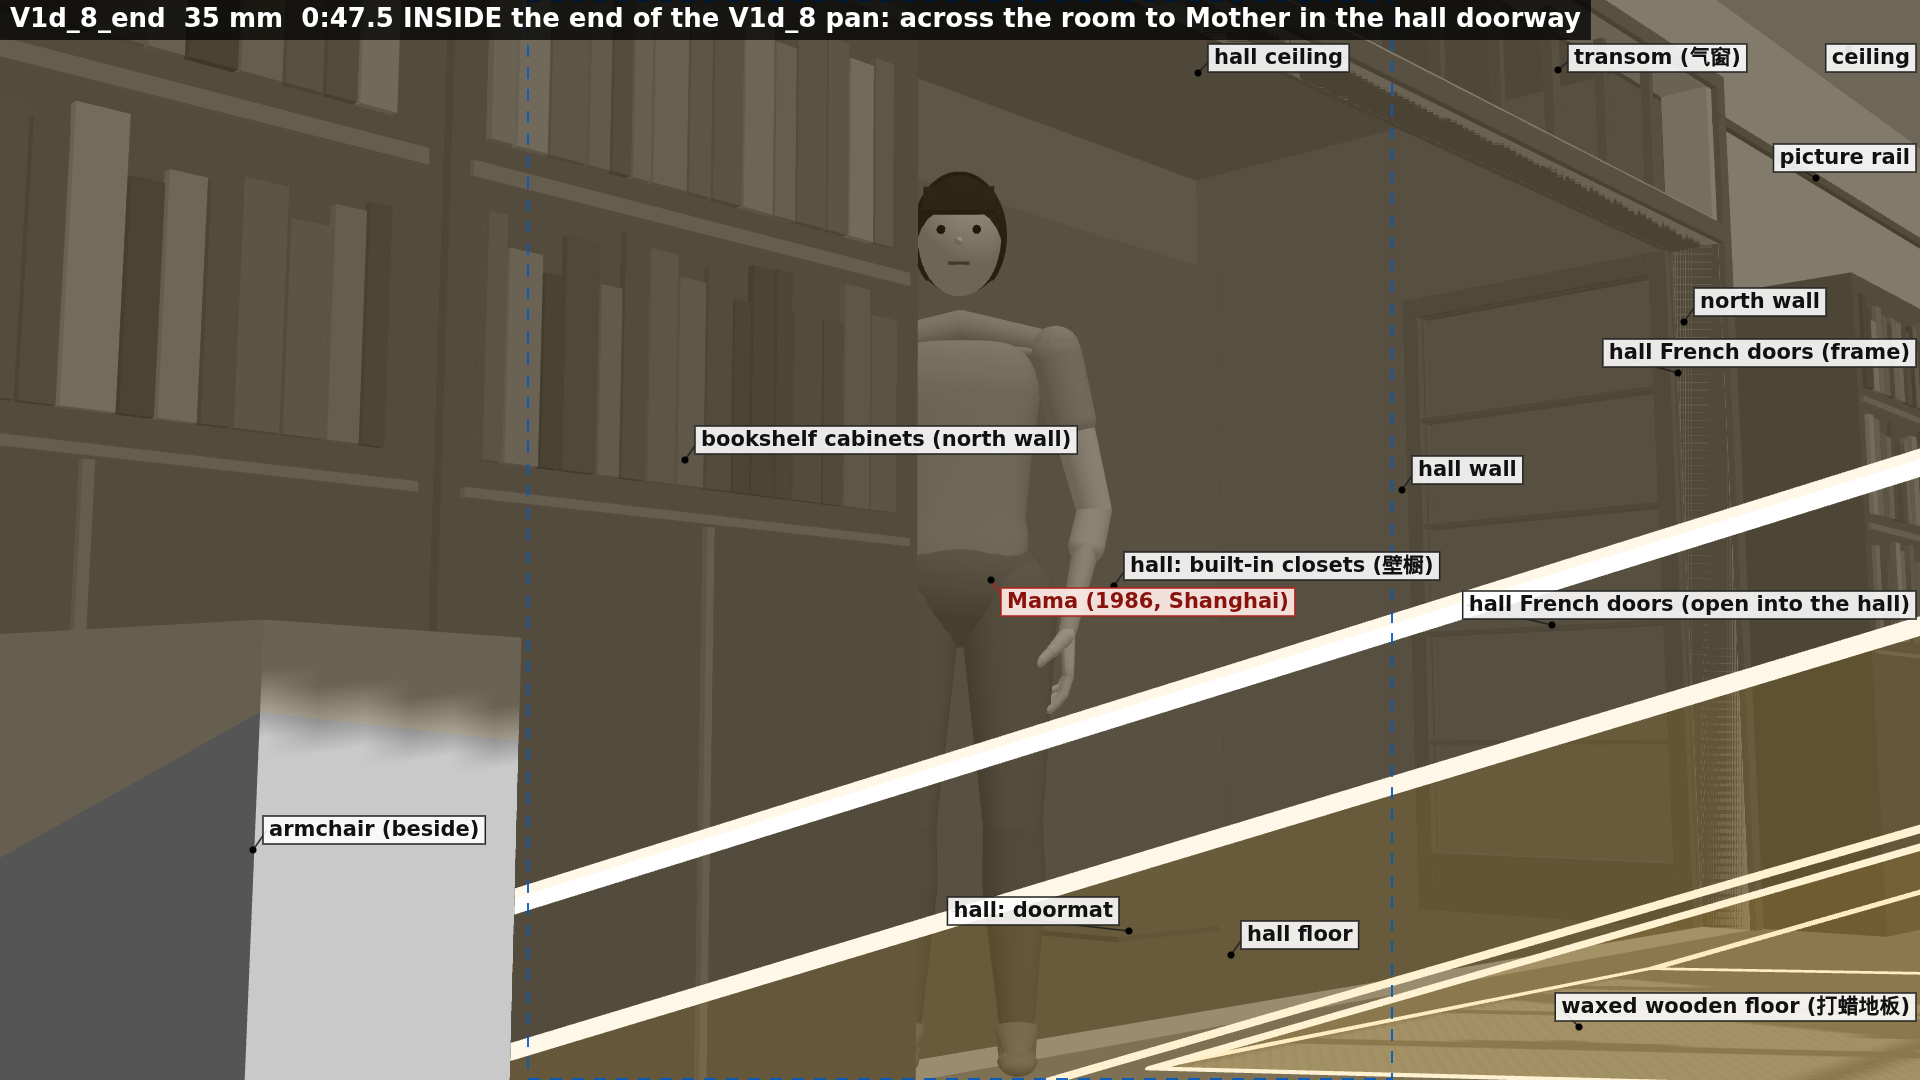 V1d_8_end  35 mm  0:47.5 INSIDE the end of the V1d_8 pan: across the room to Mother in the hall doorway
hall ceiling
transom (气窗)
ceiling
picture rail
north wall
hall French doors (frame)
bookshelf cabinets (north wall)
hall wall
hall: built-in closets (壁橱)
Mama (1986, Shanghai)
hall French doors (open into the hall)
armchair (beside)
hall: doormat
hall floor
waxed wooden floor (打蜡地板)